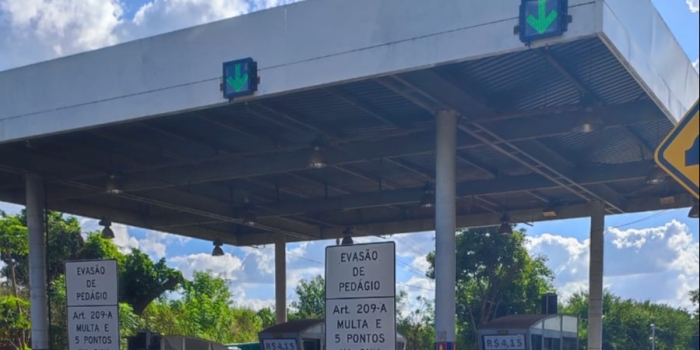 EVASÃO
DE
PEDÁGIO
Art. 209-A
MULTA E
5 PONTOS
EVASÃO
DE
PEDÁGIO
Art. 209-A
MULTA E
5 PONTOS